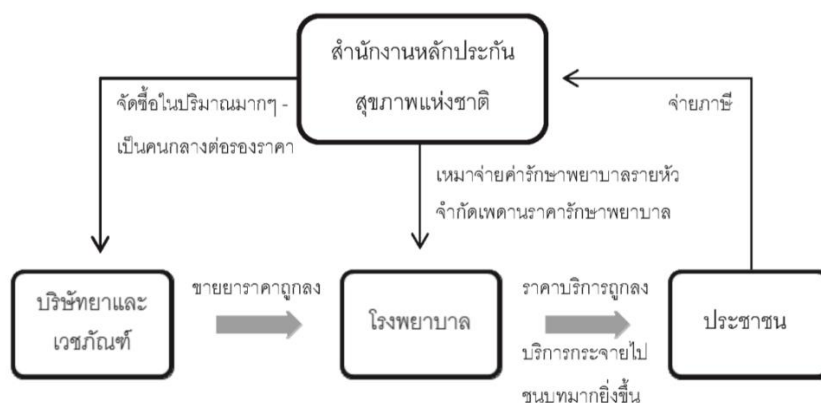 สำนักงานหลักประกัน
สุขภาพแห่งชาติ
จัดซื้อในปริมาณมากๆ -
เป็นคนกลางต่อรองราคา
จ่ายภาษี
เหมาจ่ายค่ารักษาพยาบาลรายหัว
จำกัดเพดานราคารักษาพยาบาล
บริษัทยาและ
เวชภัณฑ์
ขายยาราคาถูกลง
โรงพยาบาล
ราคาบริการถูกลง
บริการกระจายไป
ชนบทมากยิ่งขึ้น
ประชาชน